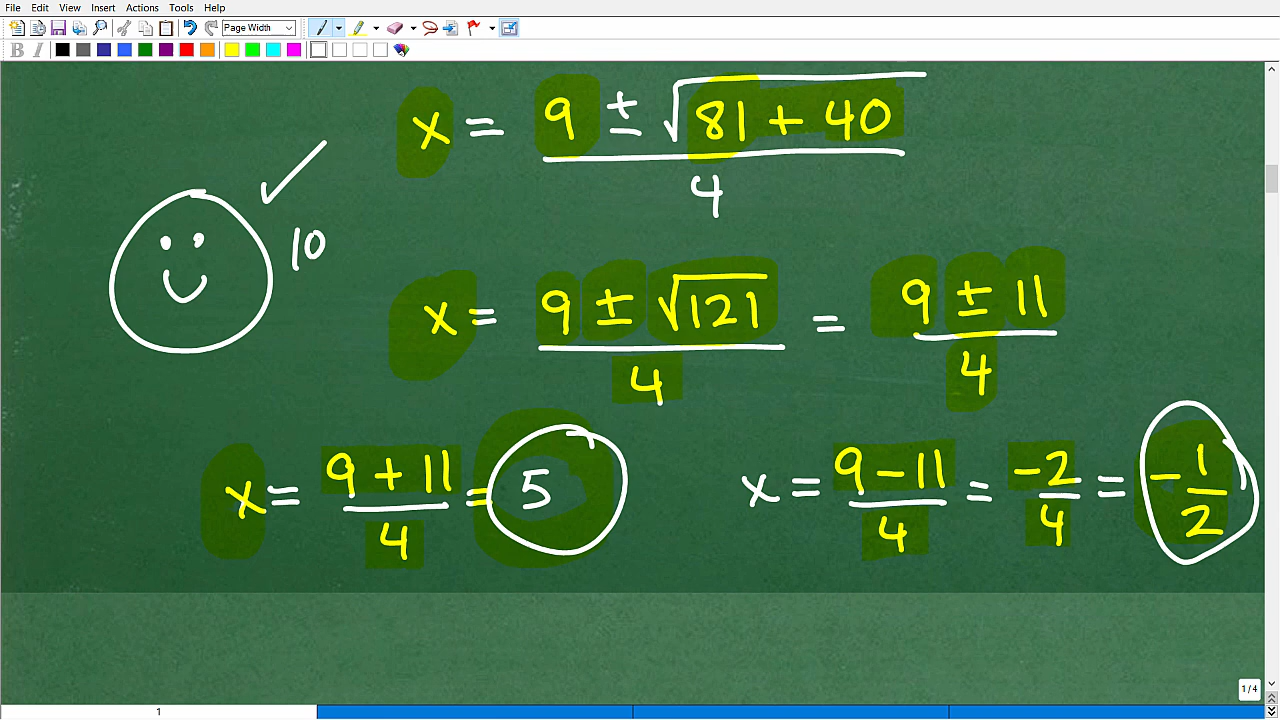 File Edit View Insert Actions Tools Help
Page Width
B I
x = 9 ± √81 + 40
4
10
x = 9 ± √121 = 9 ± 11
4 4
x = 9 + 11 = 5 x = 9 - 11 = -2 = - 1
4 4 4 2
1/4
1